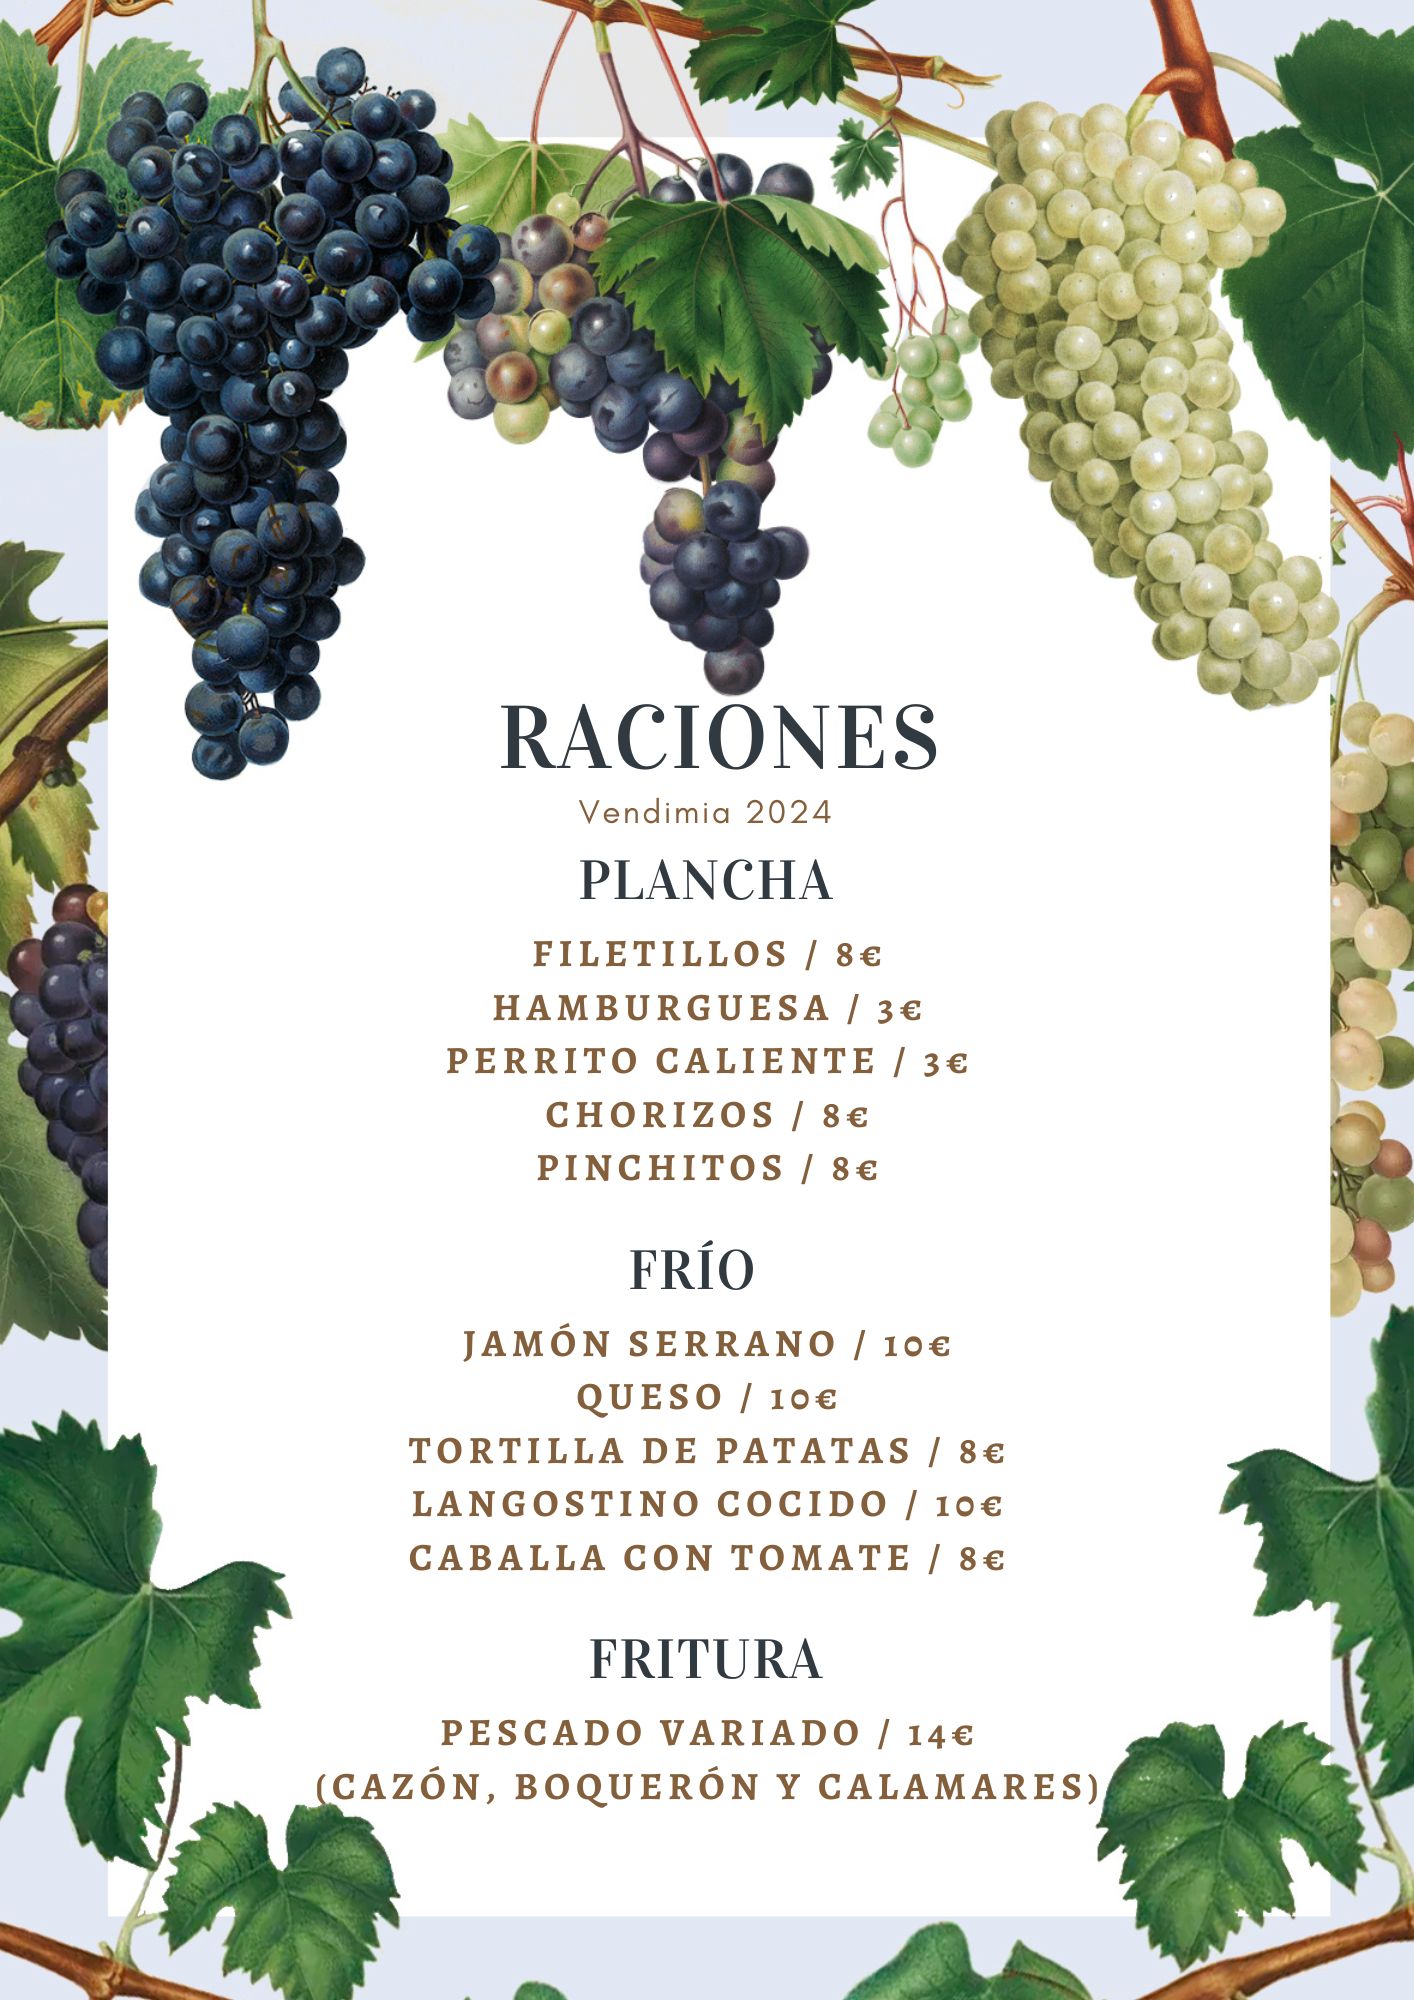 RACIONES
Vendimia 2024
PLANCHA
FILETILLOS / 8€
HAMBURGUESA / 3€
PERRITO CALIENTE / 3€
CHORIZOS / 8€
PINCHITOS / 8€
FRÍO
JAMÓN SERRANO / 10€
QUESO / 10€
TORTILLA DE PATATAS / 8€
LANGOSTINO COCIDO / 10€
CABALLA CON TOMATE / 8€
FRITURA
PESCADO VARIADO / 14€
(CAZÓN, BOQUERÓN Y CALAMARES)